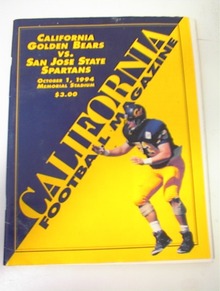 CALIFORNIA
GOLDEN BEARS
VS.
SAN JOSE STATE
SPARTANS
OCTOBER 1, 1994
MEMORIAL STADIUM
$3.00
CALIFORNIA
FOOTBALL MAGAZINE